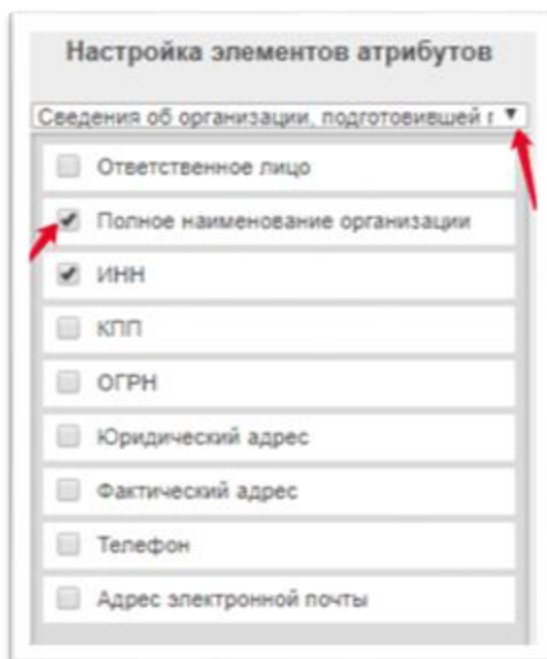 Настройка элементов атрибутов
Сведения об организации, подготовившей г
Ответственное лицо
Полное наименование организации
ИНН
КПП
ОГРН
Юридический адрес
Фактический адрес
Телефон
Адрес электронной почты